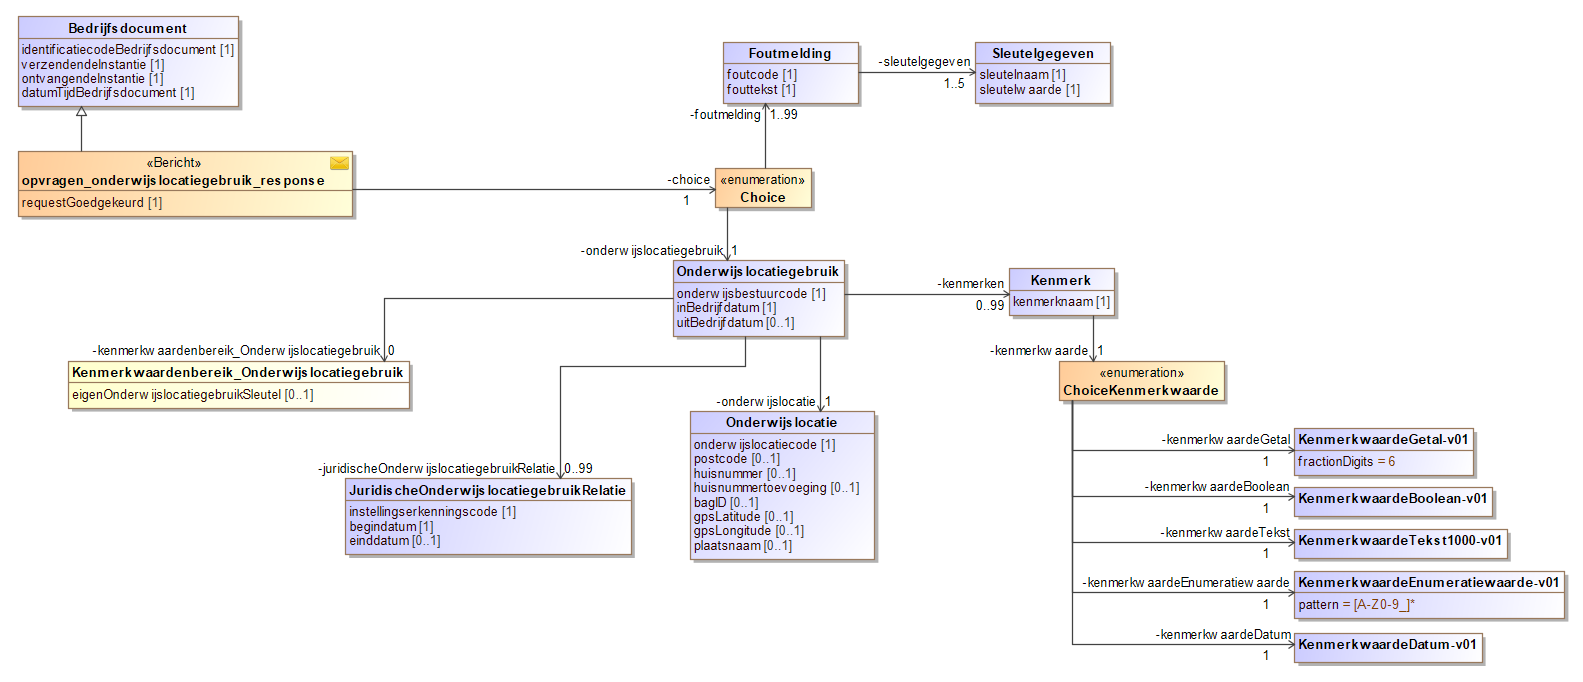 Bedrijfsdocument
identificatiecodeBedrijfsdocument [1]
verzendendeInstantie [1]
ontvangendeInstantie [1]
datumTijdBedrijfsdocument [1]
«Bericht»
opvragen_onderwijslocatiegebruik_response
requestGoedgekeurd [1]
-choice
1
«enumeration»
Choice
Foutmelding
foutcode [1]
fouttekst [1]
-foutmelding
1..99
-sleutelgegeven
1..5
Sleutelgegeven
sleutelnaam [1]
sleutelwaarde [1]
-onderwijslocatiegebruik
1
Onderwijslocatiegebruik
onderwijsbestuurcode [1]
inBedrijfdatum [1]
uitBedrijfdatum [0..1]
-kenmerken
0..99
Kenmerk
kenmerknaam [1]
-kenmerkwaardenbereik_Onderwijslocatiegebruik
0
Kenmerkwaardenbereik_Onderwijslocatiegebruik
eigenOnderwijslocatiegebruikSleutel [0..1]
-kenmerkwaarde
1
«enumeration»
ChoiceKenmerkwaarde
-onderwijslocatie
1
Onderwijslocatie
onderwijslocatiecode [1]
postcode [0..1]
huisnummer [0..1]
huisnummertoevoeging [0..1]
bagID [0..1]
gpsLatitude [0..1]
gpsLongitude [0..1]
plaatsnaam [0..1]
-juridischeOnderwijslocatiegebruikRelatie
0..99
JuridischeOnderwijslocatiegebruikRelatie
instellingserkenningscode [1]
begindatum [1]
einddatum [0..1]
-kenmerkwaardeGetal
1
KenmerkwaardeGetal-v01
fractionDigits = 6
-kenmerkwaardeBoolean
1
KenmerkwaardeBoolean-v01
-kenmerkwaardeTekst
1
KenmerkwaardeTekst1000-v01
-kenmerkwaardeEnumeratiewaarde
1
KenmerkwaardeEnumeratiewaarde-v01
pattern = [A-Z0-9_]*
-kenmerkwaardeDatum
1
KenmerkwaardeDatum-v01